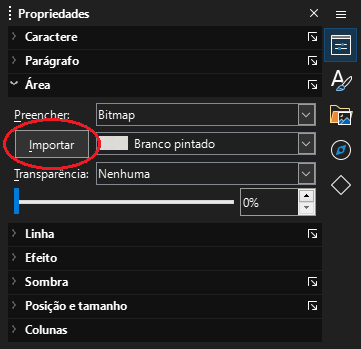 Propriedades
Caractere
Parágrafo
Área
Preencher: Bitmap
Importar Branco pintado
Transparência: Nenhuma
0%
Linha
Efeito
Sombra
Posição e tamanho
Colunas